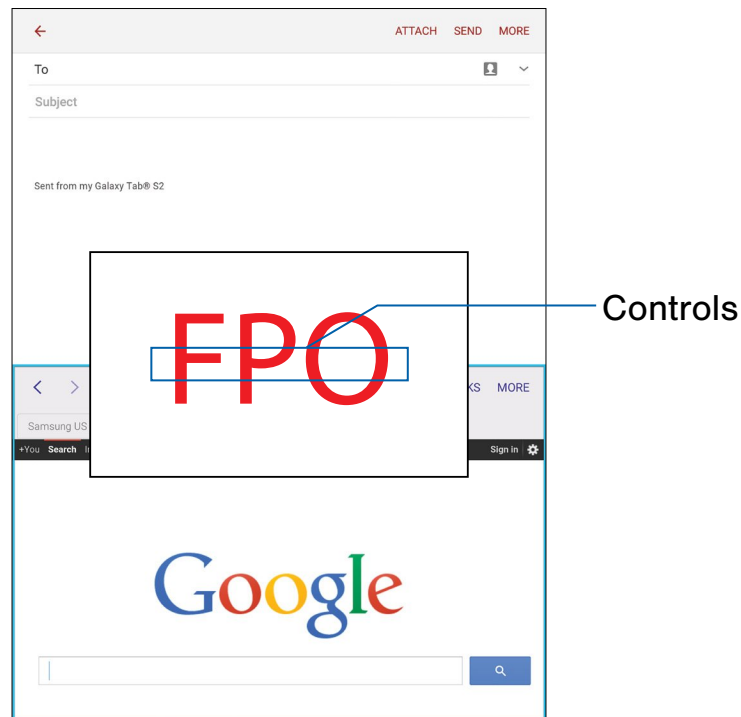 ATTACH SEND MORE
To
Subject
Sent from my Galaxy Tab® S2
FPO
Controls
KS MORE
Samsung US
+You Search
Sign in
Google